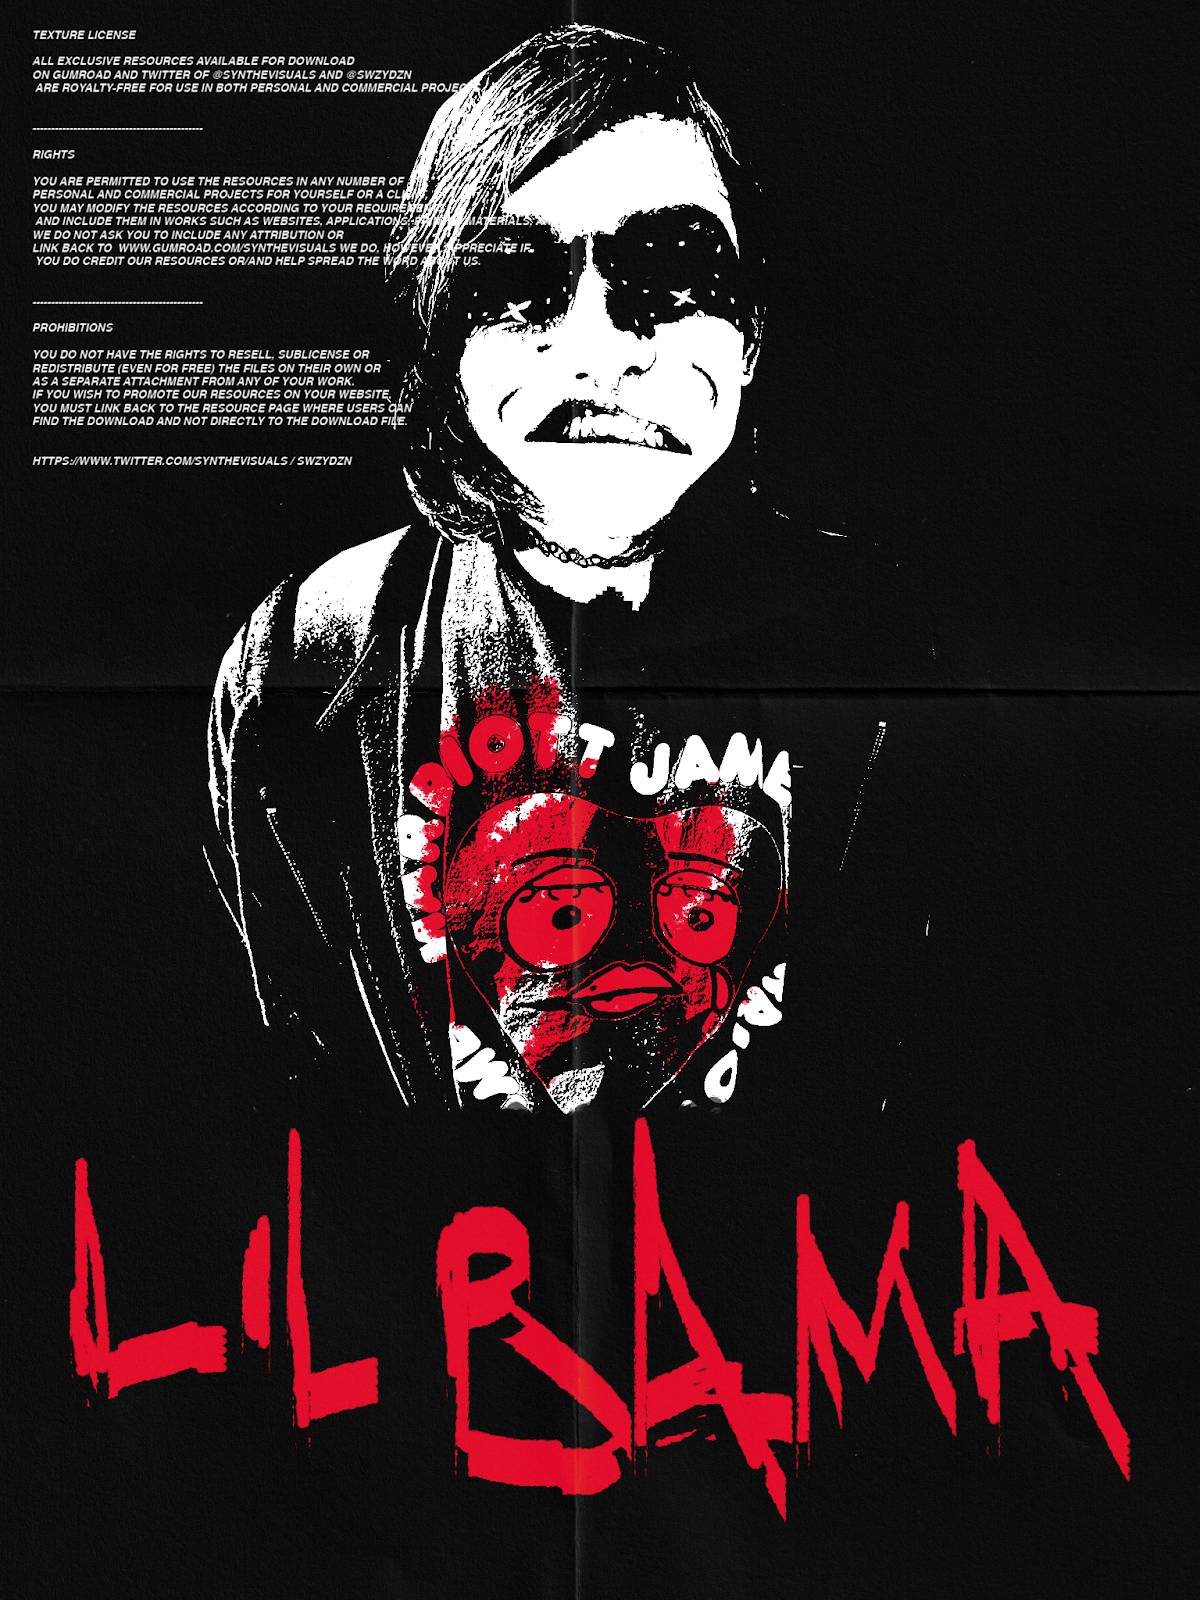 TEXTURE LICENSE
ALL EXCLUSIVE RESOURCES AVAILABLE FOR DOWNLOAD
ON GUMROAD AND TWITTER OF @SYNTHEVISUALS AND @SWZYDZN
ARE ROYALTY-FREE FOR USE IN BOTH PERSONAL AND COMMERCIAL PROJECTS.
----------------------------------------------
RIGHTS
YOU ARE PERMITTED TO USE THE RESOURCES IN ANY NUMBER OF
PERSONAL AND COMMERCIAL PROJECTS FOR YOURSELF OR A
YOU MAY MODIFY THE RESOURCES ACCORDING TO YOUR
AND INCLUDE THEM IN WORKS SUCH AS WEBSITES, APPLICATIONS, MATERIALS,
WE DO NOT ASK YOU TO INCLUDE ANY ATTRIBUTION OR
LINK BACK TO WWW.GUMROAD.COM/SYNTHEVISUALS WE DO, HOWEVER, APPRECIATE IF
YOU DO CREDIT OUR RESOURCES OR/AND HELP SPREAD THE WORD ABOUT US.
----------------------------------------------
PROHIBITIONS
YOU DO NOT HAVE THE RIGHTS TO RESELL, SUBLICENSE OR
REDISTRIBUTE (EVEN FOR FREE) THE FILES ON THEIR OWN OR
AS A SEPARATE ATTACHMENT FROM ANY OF YOUR WORK.
IF YOU WISH TO PROMOTE OUR RESOURCES ON YOUR WEBSITE,
YOU MUST LINK BACK TO THE RESOURCE PAGE WHERE USERS CAN
FIND THE DOWNLOAD AND NOT DIRECTLY TO THE DOWNLOAD FILE.
HTTPS://WWW.TWITTER.COM/SYNTHEVISUALS / SWZYDZN
LIL BAMA